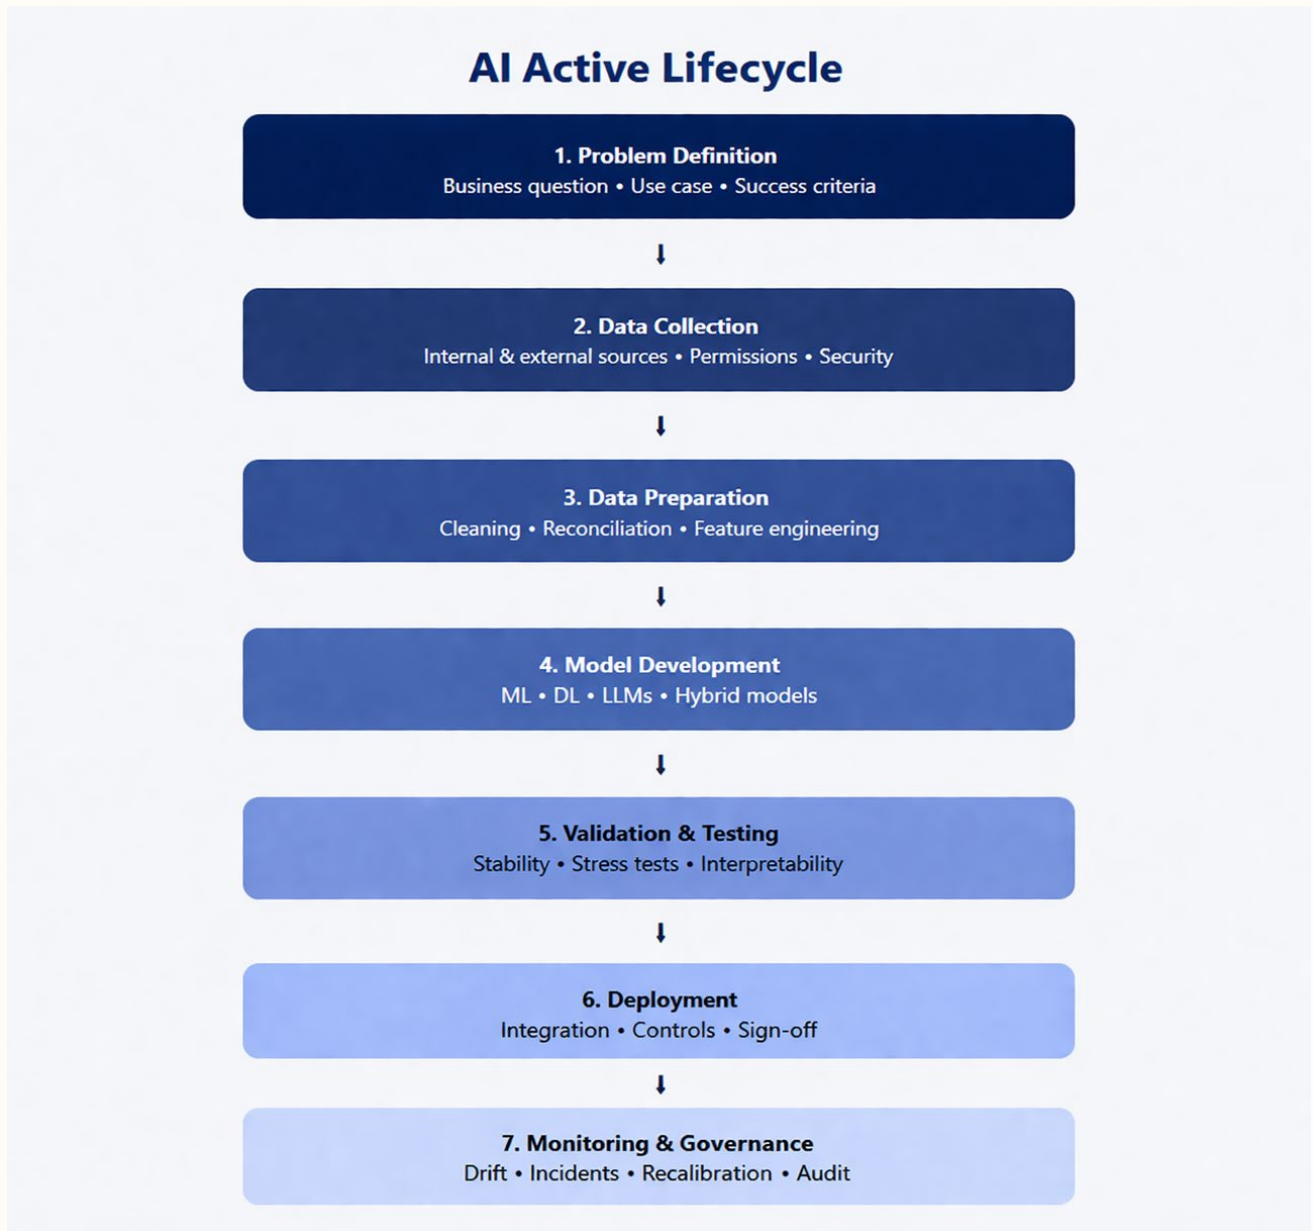 AI Active Lifecycle
1. Problem Definition
Business question • Use case • Success criteria
2. Data Collection
Internal & external sources • Permissions • Security
3. Data Preparation
Cleaning • Reconciliation • Feature engineering
4. Model Development
ML • DL • LLMs • Hybrid models
5. Validation & Testing
Stability • Stress tests • Interpretability
6. Deployment
Integration • Controls • Sign-off
7. Monitoring & Governance
Drift • Incidents • Recalibration • Audit